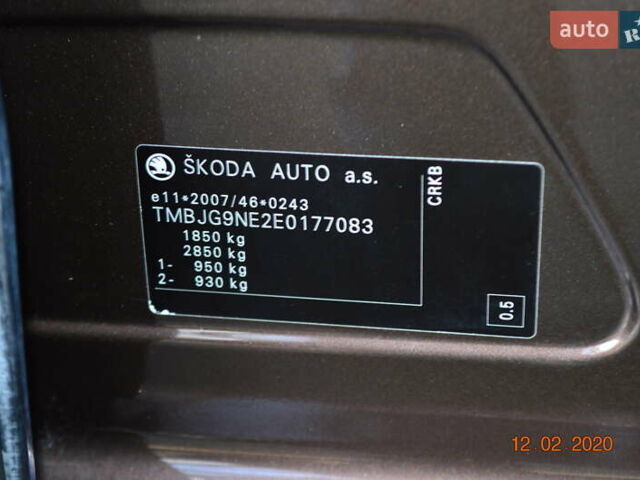 auto
R
ŠKODA AUTO a.s.
CRKB
e11*2007/46*0243
TMBJG9NE2E0177083
1850 kg
2850 kg
1- 950 kg
2- 930 kg
0.5
12 02 2020